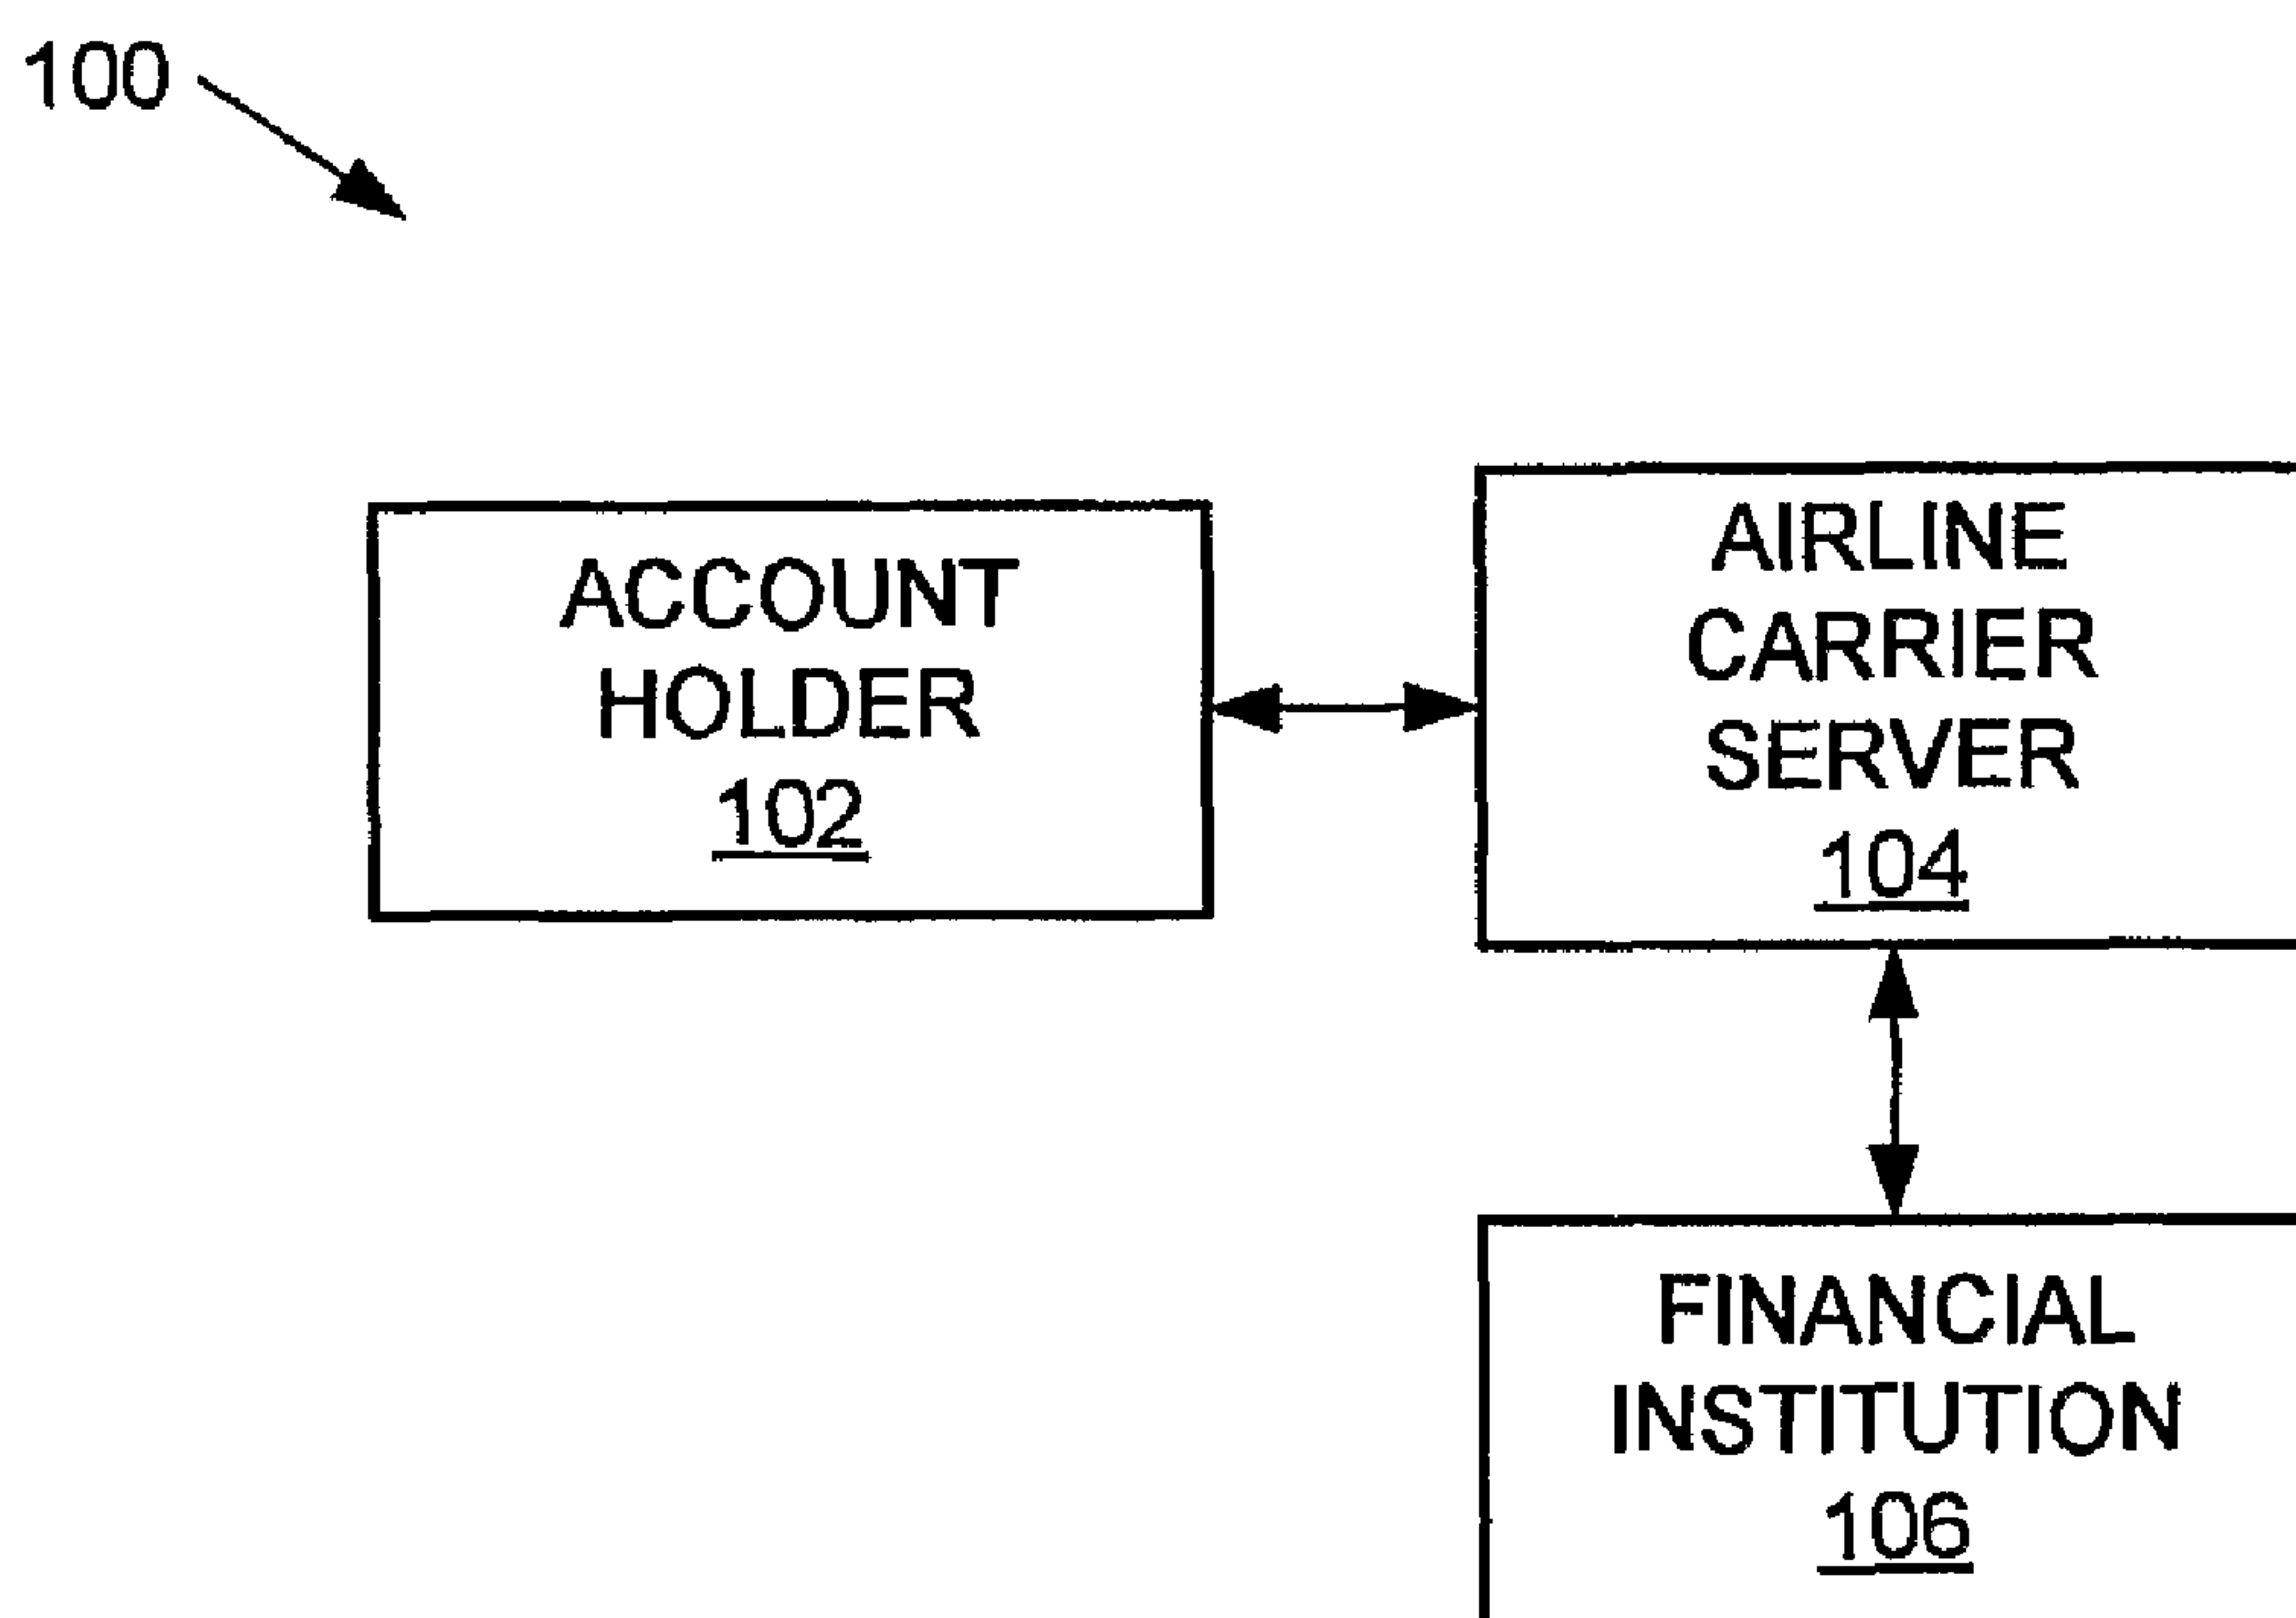 100
ACCOUNT
HOLDER
102
AIRLINE
CARRIER
SERVER
104
FINANCIAL
INSTITUTION
106